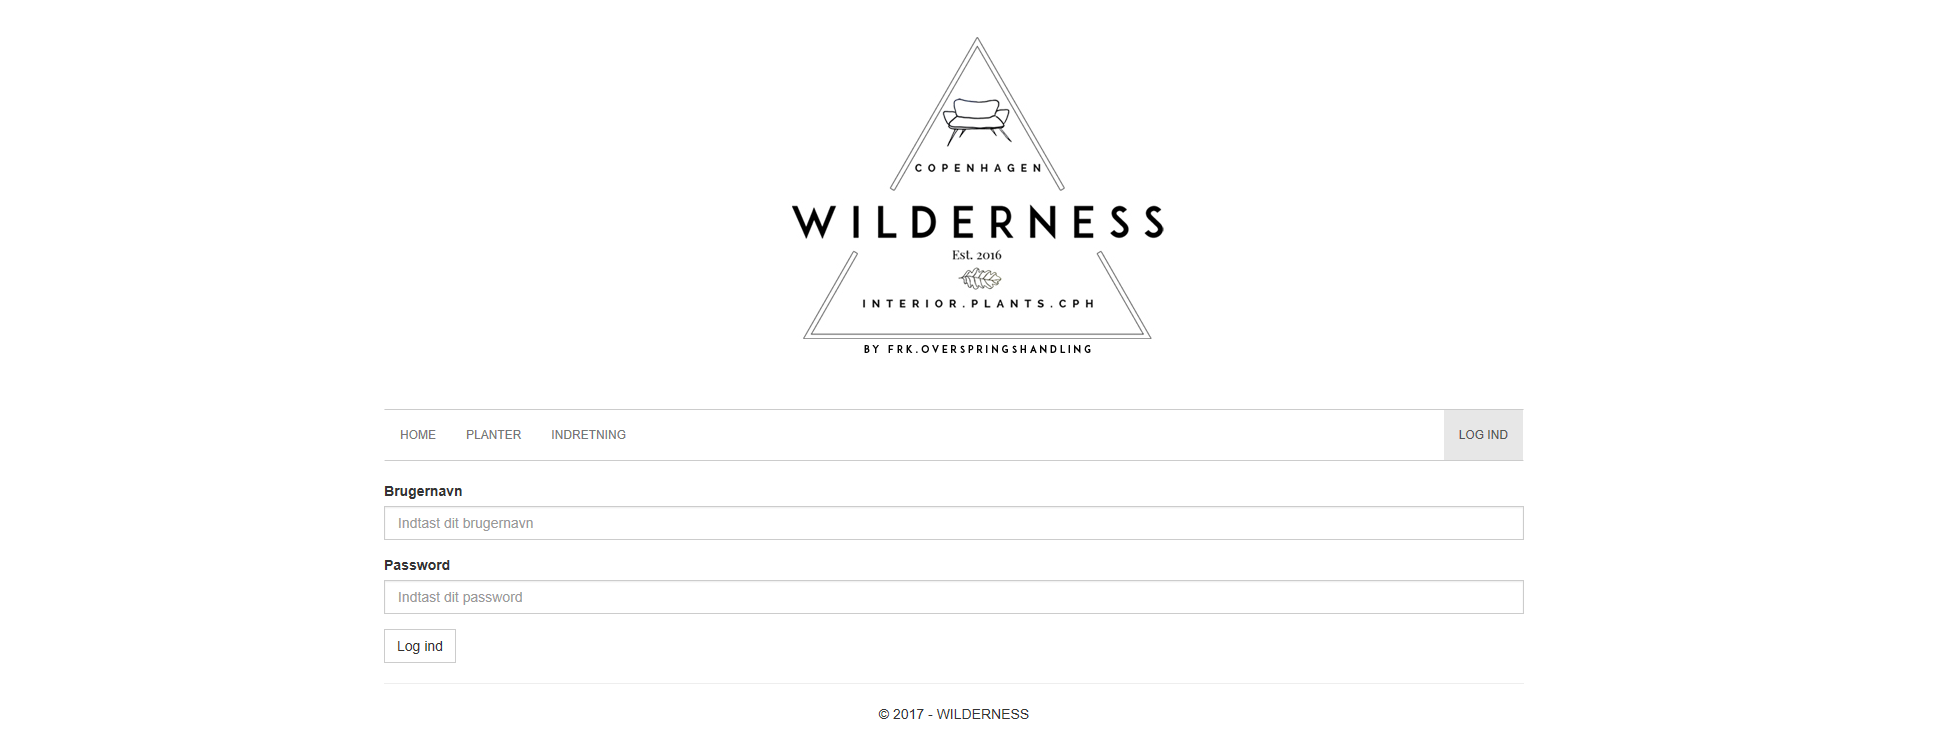 COPENHAGEN
WILDERNESS
Est. 2016
INTERIOR.PLANTS.CPH
BY FRK.OVERSPRINGSHANDLING
HOME PLANTER INDRETNING LOG IND
Brugernavn
Indtast dit brugernavn
Password
Indtast dit password
Log ind
© 2017 - WILDERNESS